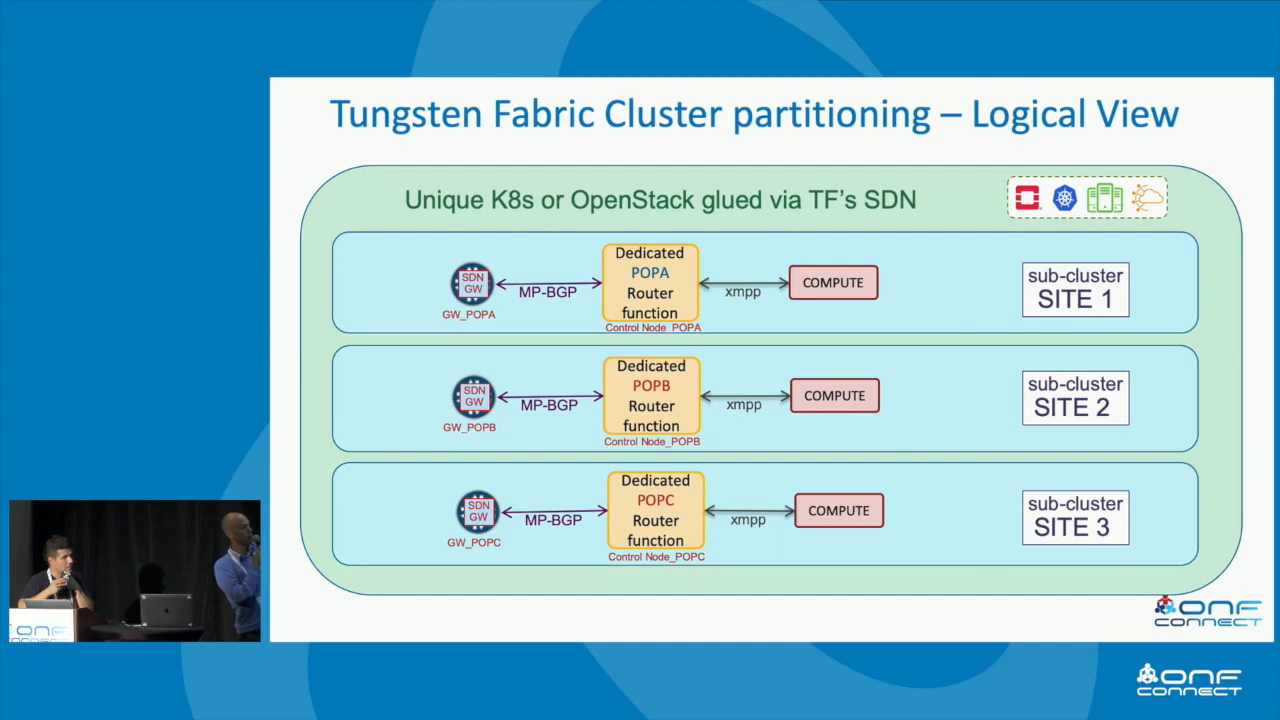 Tungsten Fabric Cluster partitioning – Logical View
Unique K8s or OpenStack glued via TF's SDN
SDN
GW
GW_POPA
MP-BGP
Dedicated
POPA
Router
function
Control Node_POPA
xmpp
COMPUTE
sub-cluster
SITE 1
SDN
GW
GW_POPB
MP-BGP
Dedicated
POPB
Router
function
Control Node_POPB
xmpp
COMPUTE
sub-cluster
SITE 2
SDN
GW
GW_POPC
MP-BGP
Dedicated
POPC
Router
function
Control Node_POPC
xmpp
COMPUTE
sub-cluster
SITE 3
ONF
CONNECT
ONF
CONNECT
ONF
CONNECT